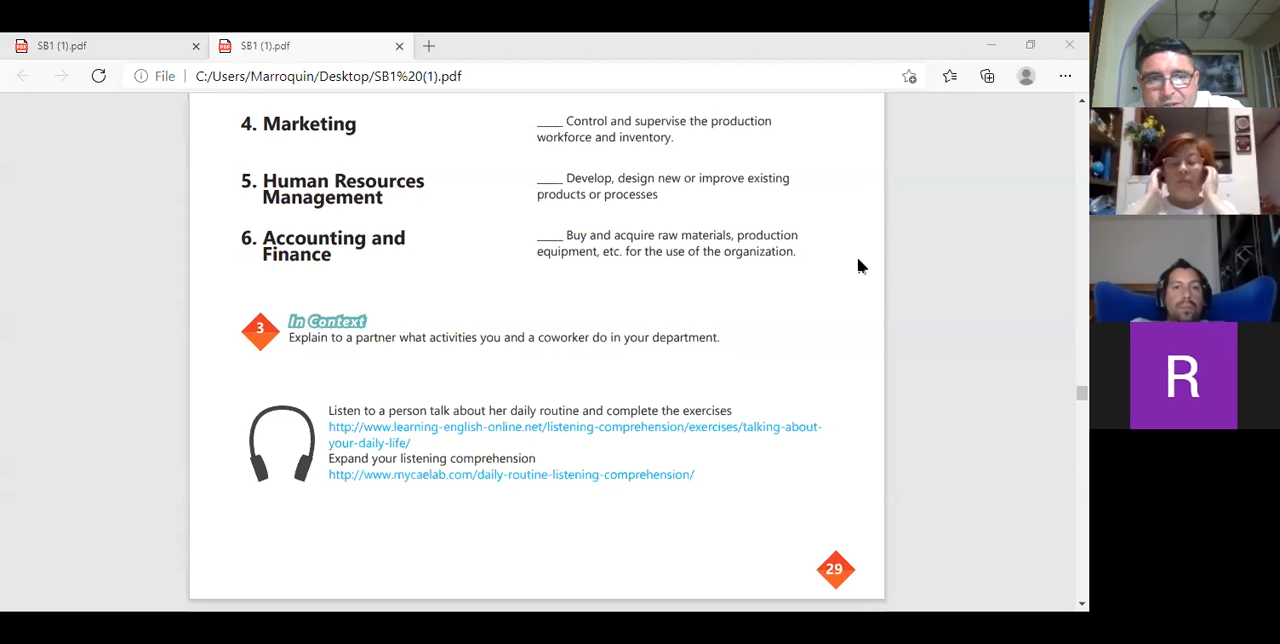 SB1 (1).pdf
SB1 (1).pdf
File
C:/Users/Marroquin/Desktop/SB1%20(1).pdf
4. Marketing
____ Control and supervise the production
workforce and inventory.
5. Human Resources
Management
____ Develop, design new or improve existing
products or processes
6. Accounting and
Finance
____ Buy and acquire raw materials, production
equipment, etc. for the use of the organization.
3
In Context
Explain to a partner what activities you and a coworker do in your department.
Listen to a person talk about her daily routine and complete the exercises
http://www.learning-english-online.net/listening-comprehension/exercises/talking-about-
your-daily-life/
Expand your listening comprehension
http://www.mycaelab.com/daily-routine-listening-comprehension/
29
R